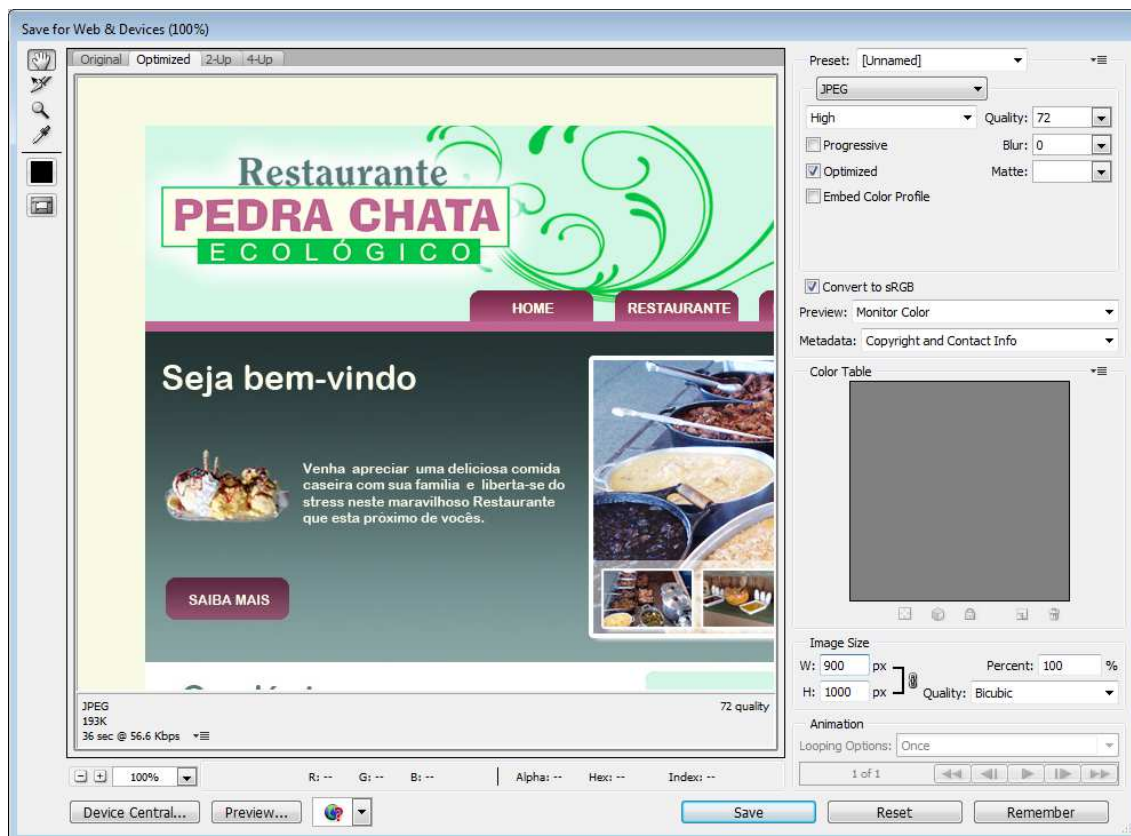 Save for Web & Devices (100%)
Original Optimized 2-Up 4-Up
Restaurante
PEDRA CHATA
ECOLÓGICO
HOME RESTAURANTE
Seja bem-vindo
Venha apreciar uma deliciosa comida
caseira com sua família e liberta-se do
stress neste maravilhoso Restaurante
que esta próximo de vocês.
SAIBA MAIS
JPEG 72 quality
193K
36 sec @ 56.6 Kbps
100% R: -- G: -- B: -- Alpha: -- Hex: -- Index: --
Device Central... Preview... Save Reset Remember
Preset: [Unnamed]
JPEG
High Quality: 72
Progressive Blur: 0
Optimized Matte:
Embed Color Profile
Convert to sRGB
Preview: Monitor Color
Metadata: Copyright and Contact Info
Color Table
Image Size
W: 900 px Percent: 100 %
H: 1000 px Quality: Bicubic
Animation
Looping Options: Once
1 of 1